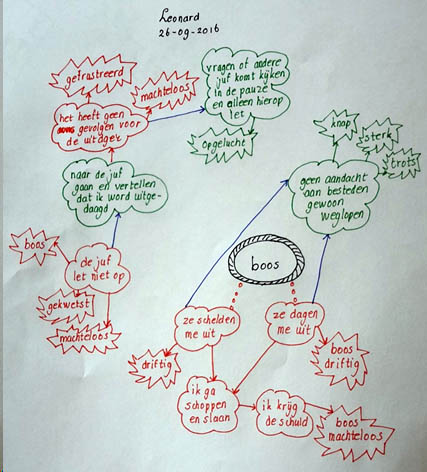 Leonard
26-09-2016
gefrustreerd
machteloos
vragen of andere
juf komt kijken
in de pauze
en alleen hierop
let
het heeft geen
gevolgen voor
de uitdager
opgelucht
knap
sterk
trots
naar de juf
gaan en vertellen
dat ik word uitge-
daagd
geen aandacht
aan besteden
gewoon
weglopen
boos
de juf
let niet op
gekwetst
machteloos
boos
ze schelden
me uit
ze dagen
me uit
driftig
boos
driftig
ik ga
schoppen
en slaan
ik krijg
de schuld
boos
machteloos